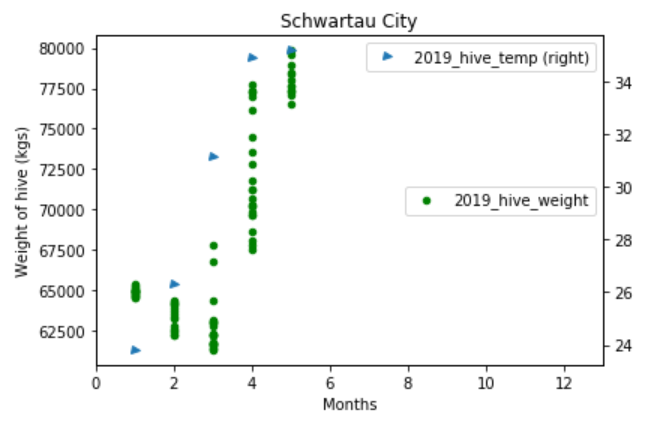 Schwartau City
80000
77500
75000
72500
70000
67500
65000
62500
Weight of hive (kgs)
2019_hive_temp (right)
2019_hive_weight
34
32
30
28
26
24
0 2 4 6 8 10 12
Months